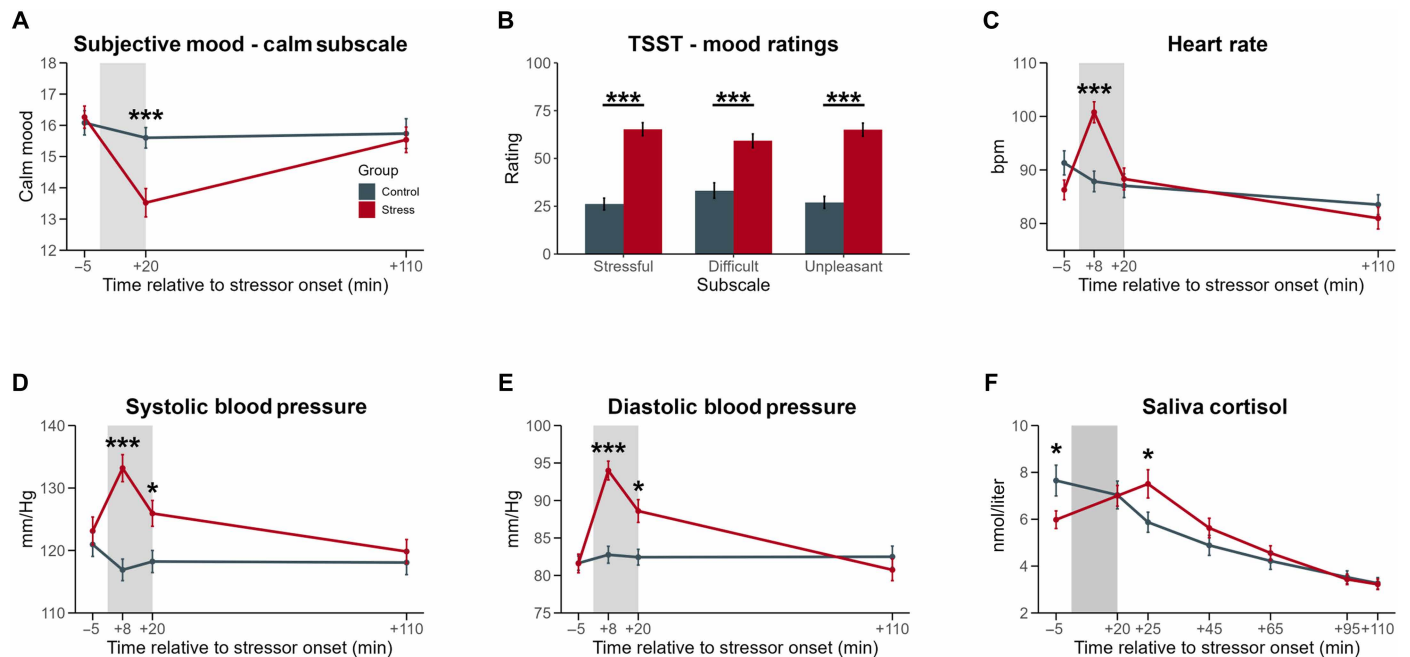 A
Subjective mood - calm subscale
Calm mood
18
17
16
15
14
13
12
***
Group
Control
Stress
−5
+20
+110
Time relative to stressor onset (min)
B
TSST - mood ratings
Rating
100
75
50
25
0
*** *** ***
Stressful Difficult Unpleasant
Subscale
C
Heart rate
bpm
110
100
90
80
***
−5 +8 +20 +110
Time relative to stressor onset (min)
D
Systolic blood pressure
mm/Hg
140
130
120
110
***
*
−5 +8 +20 +110
Time relative to stressor onset (min)
E
Diastolic blood pressure
mm/Hg
100
95
90
85
80
75
***
*
−5 +8 +20 +110
Time relative to stressor onset (min)
F
Saliva cortisol
nmol/liter
10
8
6
4
2
* *
−5 +20 +25 +45 +65 +95 +110
Time relative to stressor onset (min)